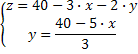 z = 40 − 3 · x − 2 · y
y = (40 − 5 · x) / 3